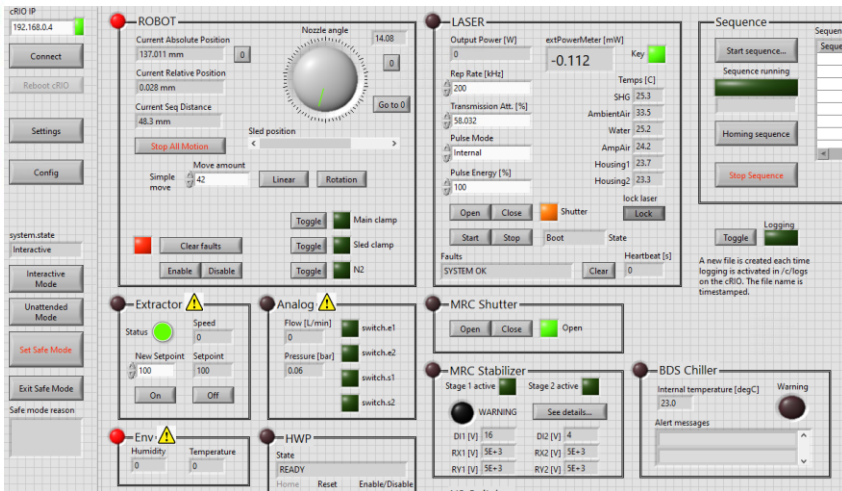 cRIO IP
192.168.0.4
Connect
Reboot cRIO
Settings
Config
system.state
Interactive
Interactive
Mode
Unattended
Mode
Set Safe Mode
Exit Safe Mode
Safe mode reason
ROBOT
Current Absolute Position
137.011 mm
0
Current Relative Position
0.028 mm
Current Seq Distance
48.3 mm
Stop All Motion
Nozzle angle
14.08
0
Go to 0
Sled position
Simple
move
Move amount
42
Linear
Rotation
Toggle
Main clamp
Toggle
Sled clamp
Toggle
N2
Clear faults
Enable
Disable
Extractor
Status
Speed
0
New Setpoint
100
Setpoint
100
On
Off
Analog
Flow [L/min]
0
Pressure [bar]
0.06
switch.e1
switch.e2
switch.s1
switch.s2
Env
Humidity
0
Temperature
0
HWP
State
READY
Home
Reset
Enable/Disable
LASER
Output Power [W]
0
extPowerMeter [mW]
-0.112
Key
Rep Rate [kHz]
200
Transmission Att. [%]
58.032
Pulse Mode
Internal
Pulse Energy [%]
100
Temps [C]
SHG 25.3
AmbientAir 33.5
Water 25.2
AmpAir 24.2
Housing1 23.7
Housing2 23.3
lock laser
Lock
Open
Close
Shutter
Start
Stop
Boot
State
Faults
SYSTEM OK
Clear
Heartbeat [s]
0
MRC Shutter
Open
Close
Open
MRC Stabilizer
Stage 1 active
Stage 2 active
WARNING
See details...
DI1 [V] 16
DI2 [V] 4
RX1 [V] 5E+3
RX2 [V] 5E+3
RY1 [V] 5E+3
RY2 [V] 5E+3
Sequence
Start sequence...
Sequence running
Homing sequence
Stop Sequence
Toggle
Logging
A new file is created each time
logging is activated in /c/logs
on the cRIO. The file name is
timestamped.
BDS Chiller
Internal temperature [degC]
23.0
Warning
Alert messages